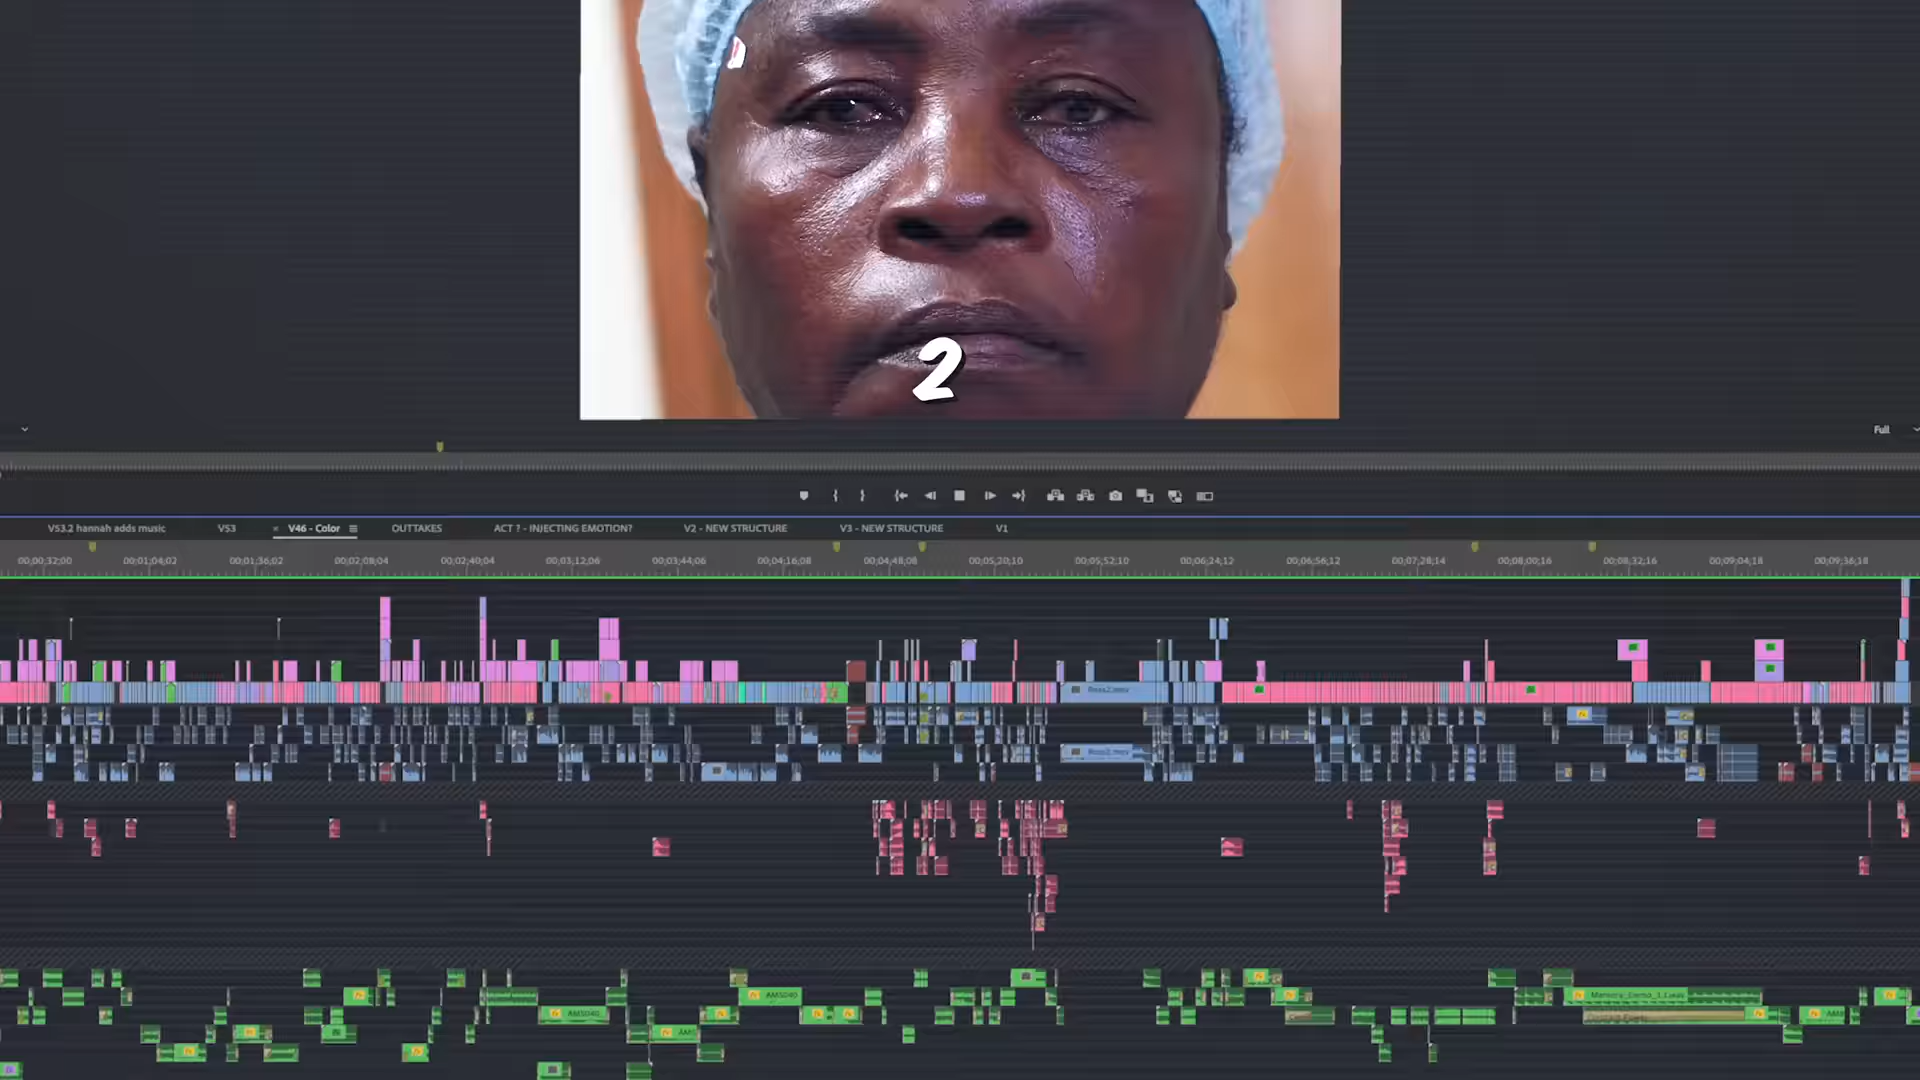 2
Full
V53.2 hannah adds music
V53
× V46 - Color
OUTTAKES
ACT ? - INJECTING EMOTION?
V2 - NEW STRUCTURE
V3 - NEW STRUCTURE
V1
00;00;32;00
00;01;04;02
00;01;36;02
00;02;08;04
00;02;40;04
00;03;12;06
00;03;44;06
00;04;16;08
00;04;48;08
00;05;20;10
00;05;52;10
00;06;24;12
00;06;56;12
00;07;28;14
00;08;00;16
00;08;32;16
00;09;04;18
00;09;36;18